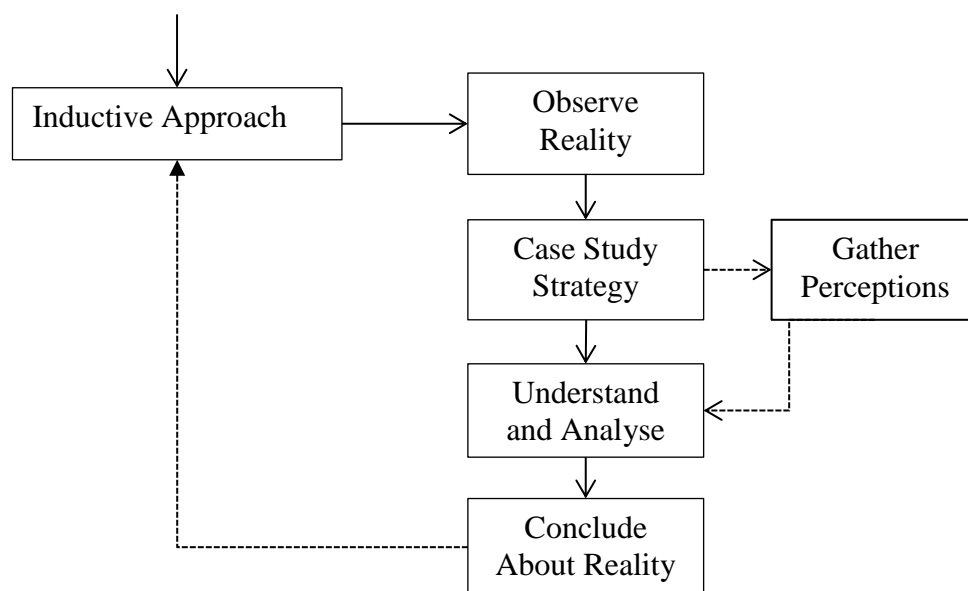 Inductive Approach
Observe
Reality
Case Study
Strategy
Gather
Perceptions
Understand
and Analyse
Conclude
About Reality